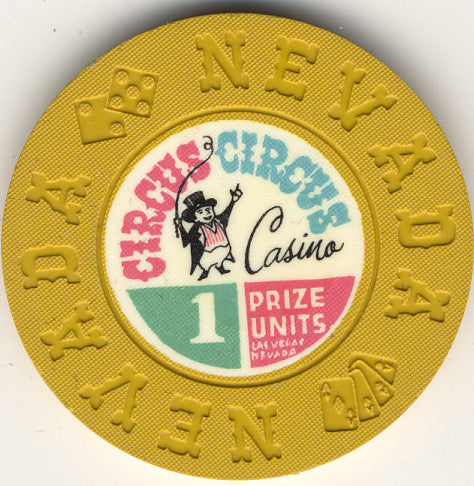 NEVADA
NEVADA
CIRCUS CIRCUS
Casino
1
PRIZE
UNITS
LAS VEGAS
NEVADA